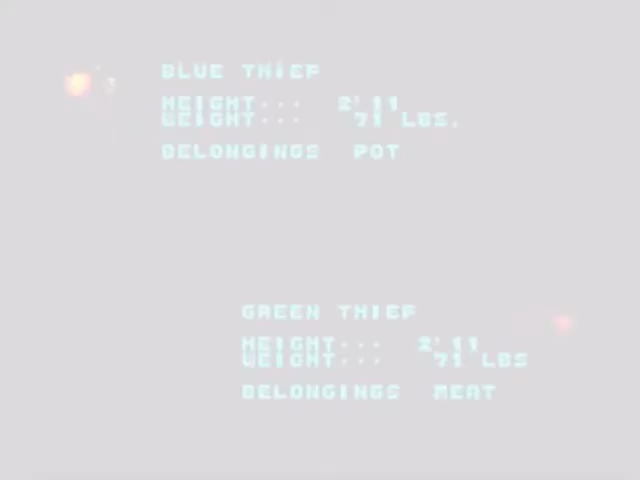 BLUE THIEF
HEIGHT··· 2'11
WEIGHT··· 71 LBS.
BELONGINGS POT
GREEN THIEF
HEIGHT··· 2'11
WEIGHT··· 71 LBS
BELONGINGS MEAT